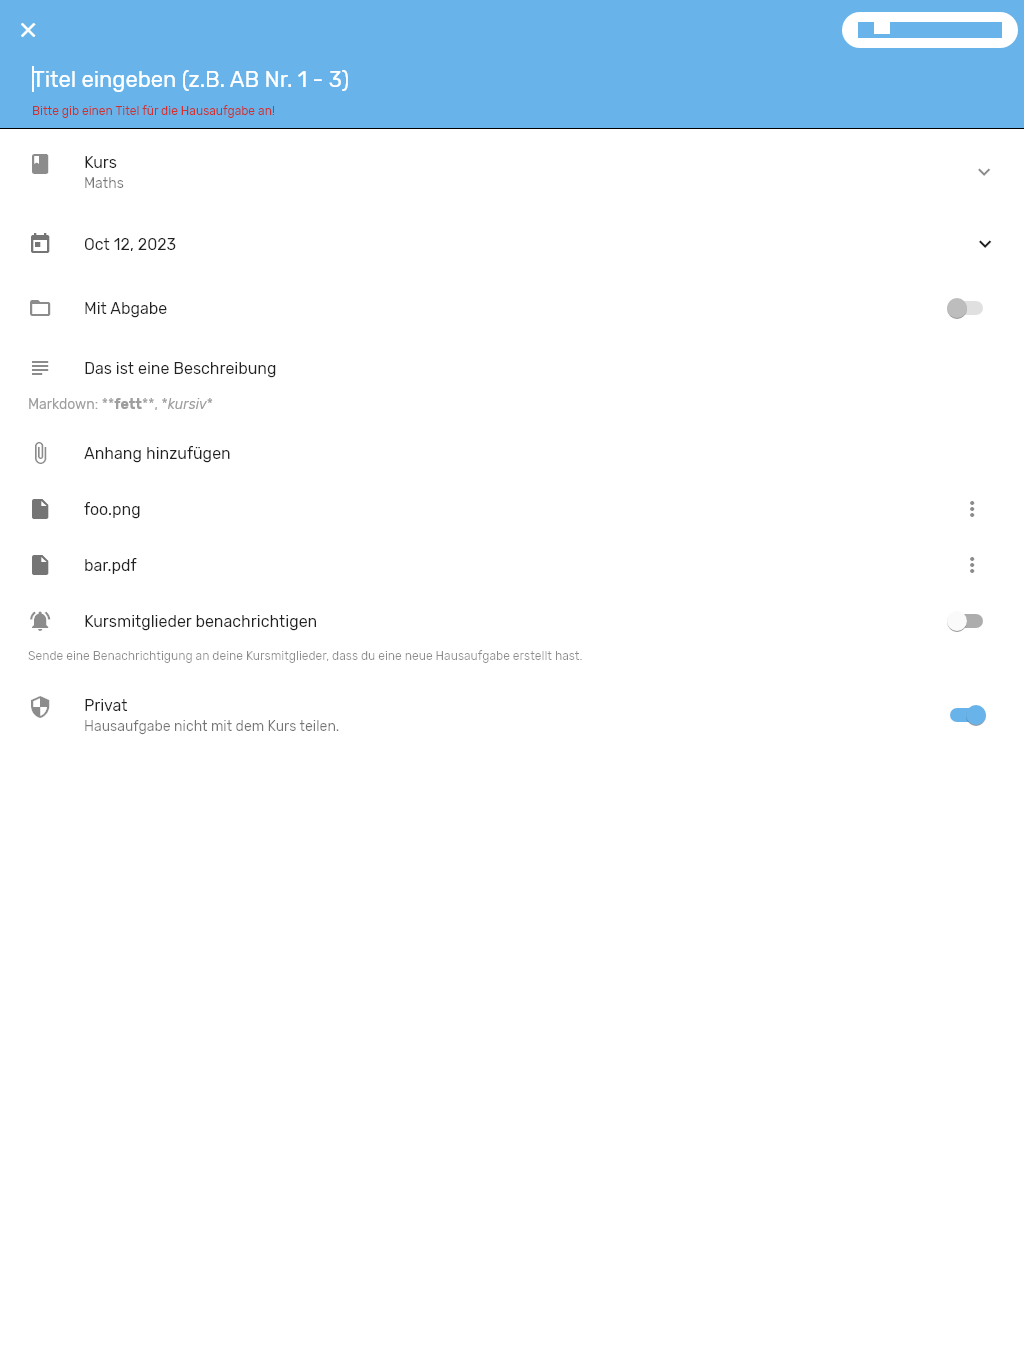 Titel eingeben (z.B. AB Nr. 1 - 3)
Bitte gib einen Titel für die Hausaufgabe an!
Kurs
Maths
Oct 12, 2023
Mit Abgabe
Das ist eine Beschreibung
Markdown: **fett**, *kursiv*
Anhang hinzufügen
foo.png
bar.pdf
Kursmitglieder benachrichtigen
Sende eine Benachrichtigung an deine Kursmitglieder, dass du eine neue Hausaufgabe erstellt hast.
Privat
Hausaufgabe nicht mit dem Kurs teilen.